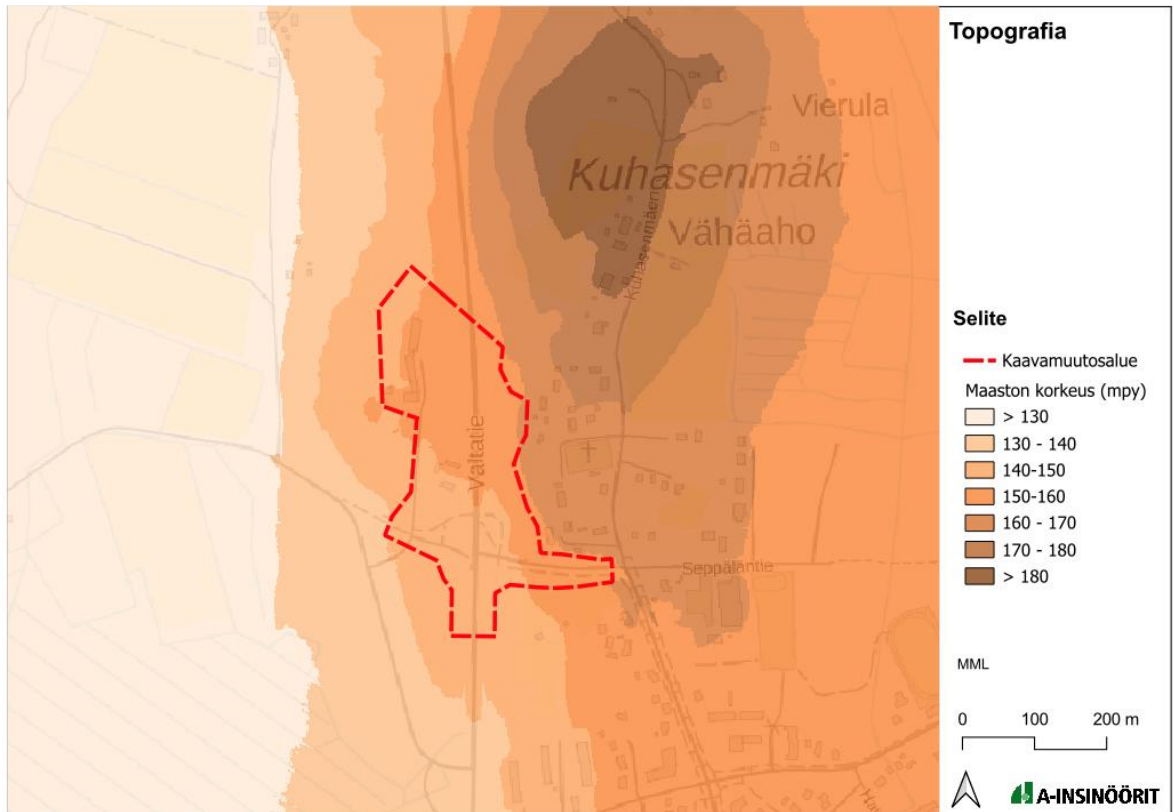 Topografia
Vierula
Kuhasenmäki
Vähäaho
Kuhasenmäen
Valtatie
Seppäläntie
Selite
Kaavamuutosalue
Maaston korkeus (mpy)
> 130
130 - 140
140-150
150-160
160 - 170
170 - 180
> 180
MML
0 100 200 m
A-INSINÖÖRIT